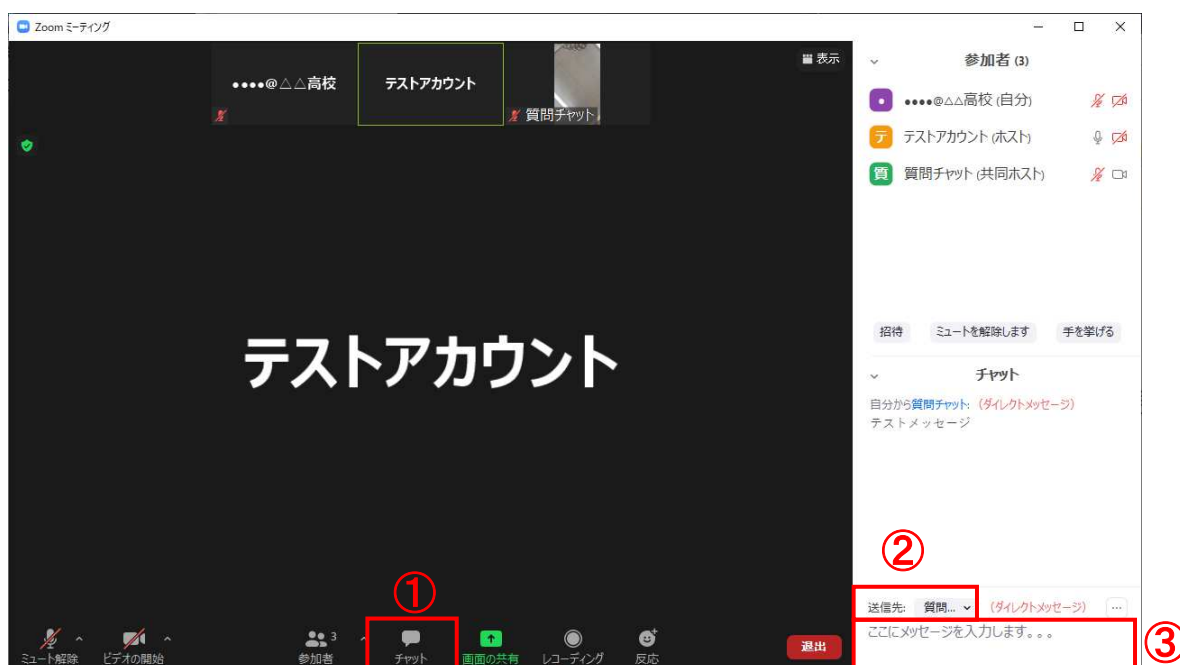 Zoom ミーティング
●●●●@△△高校
テストアカウント
質問チャット
表示
テストアカウント
①
ミュート解除
ビデオの開始
3
参加者
チャット
画面の共有
レコーディング
反応
退出
参加者 (3)
●●●●@△△高校 (自分)
テ
テストアカウント (ホスト)
質
質問チャット (共同ホスト)
招待
ミュートを解除します
手を挙げる
チャット
自分から質問チャット: (ダイレクトメッセージ)
テストメッセージ
②
送信先: 質問... (ダイレクトメッセージ) ...
ここにメッセージを入力します。。。
③